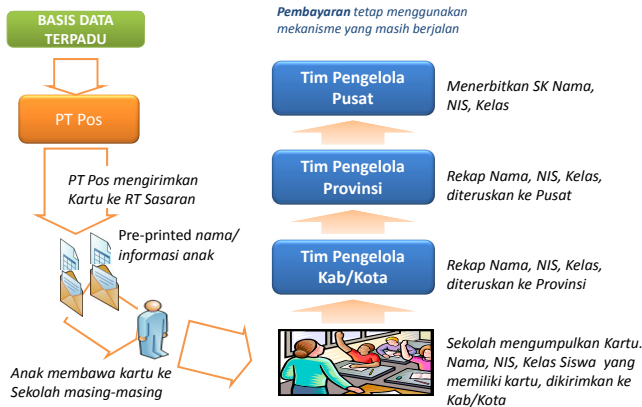 BASIS DATA
TERPADU
PT Pos
PT Pos mengirimkan
Kartu ke RT Sasaran
Pre-printed nama/
informasi anak
Anak membawa kartu ke
Sekolah masing-masing
Pembayaran tetap menggunakan
mekanisme yang masih berjalan
Tim Pengelola
Pusat
Menerbitkan SK Nama,
NIS, Kelas
Tim Pengelola
Provinsi
Rekap Nama, NIS, Kelas,
diteruskan ke Pusat
Tim Pengelola
Kab/Kota
Rekap Nama, NIS, Kelas,
diteruskan ke Provinsi
Sekolah mengumpulkan Kartu.
Nama, NIS, Kelas Siswa yang
memiliki kartu, dikirimkan ke
Kab/Kota